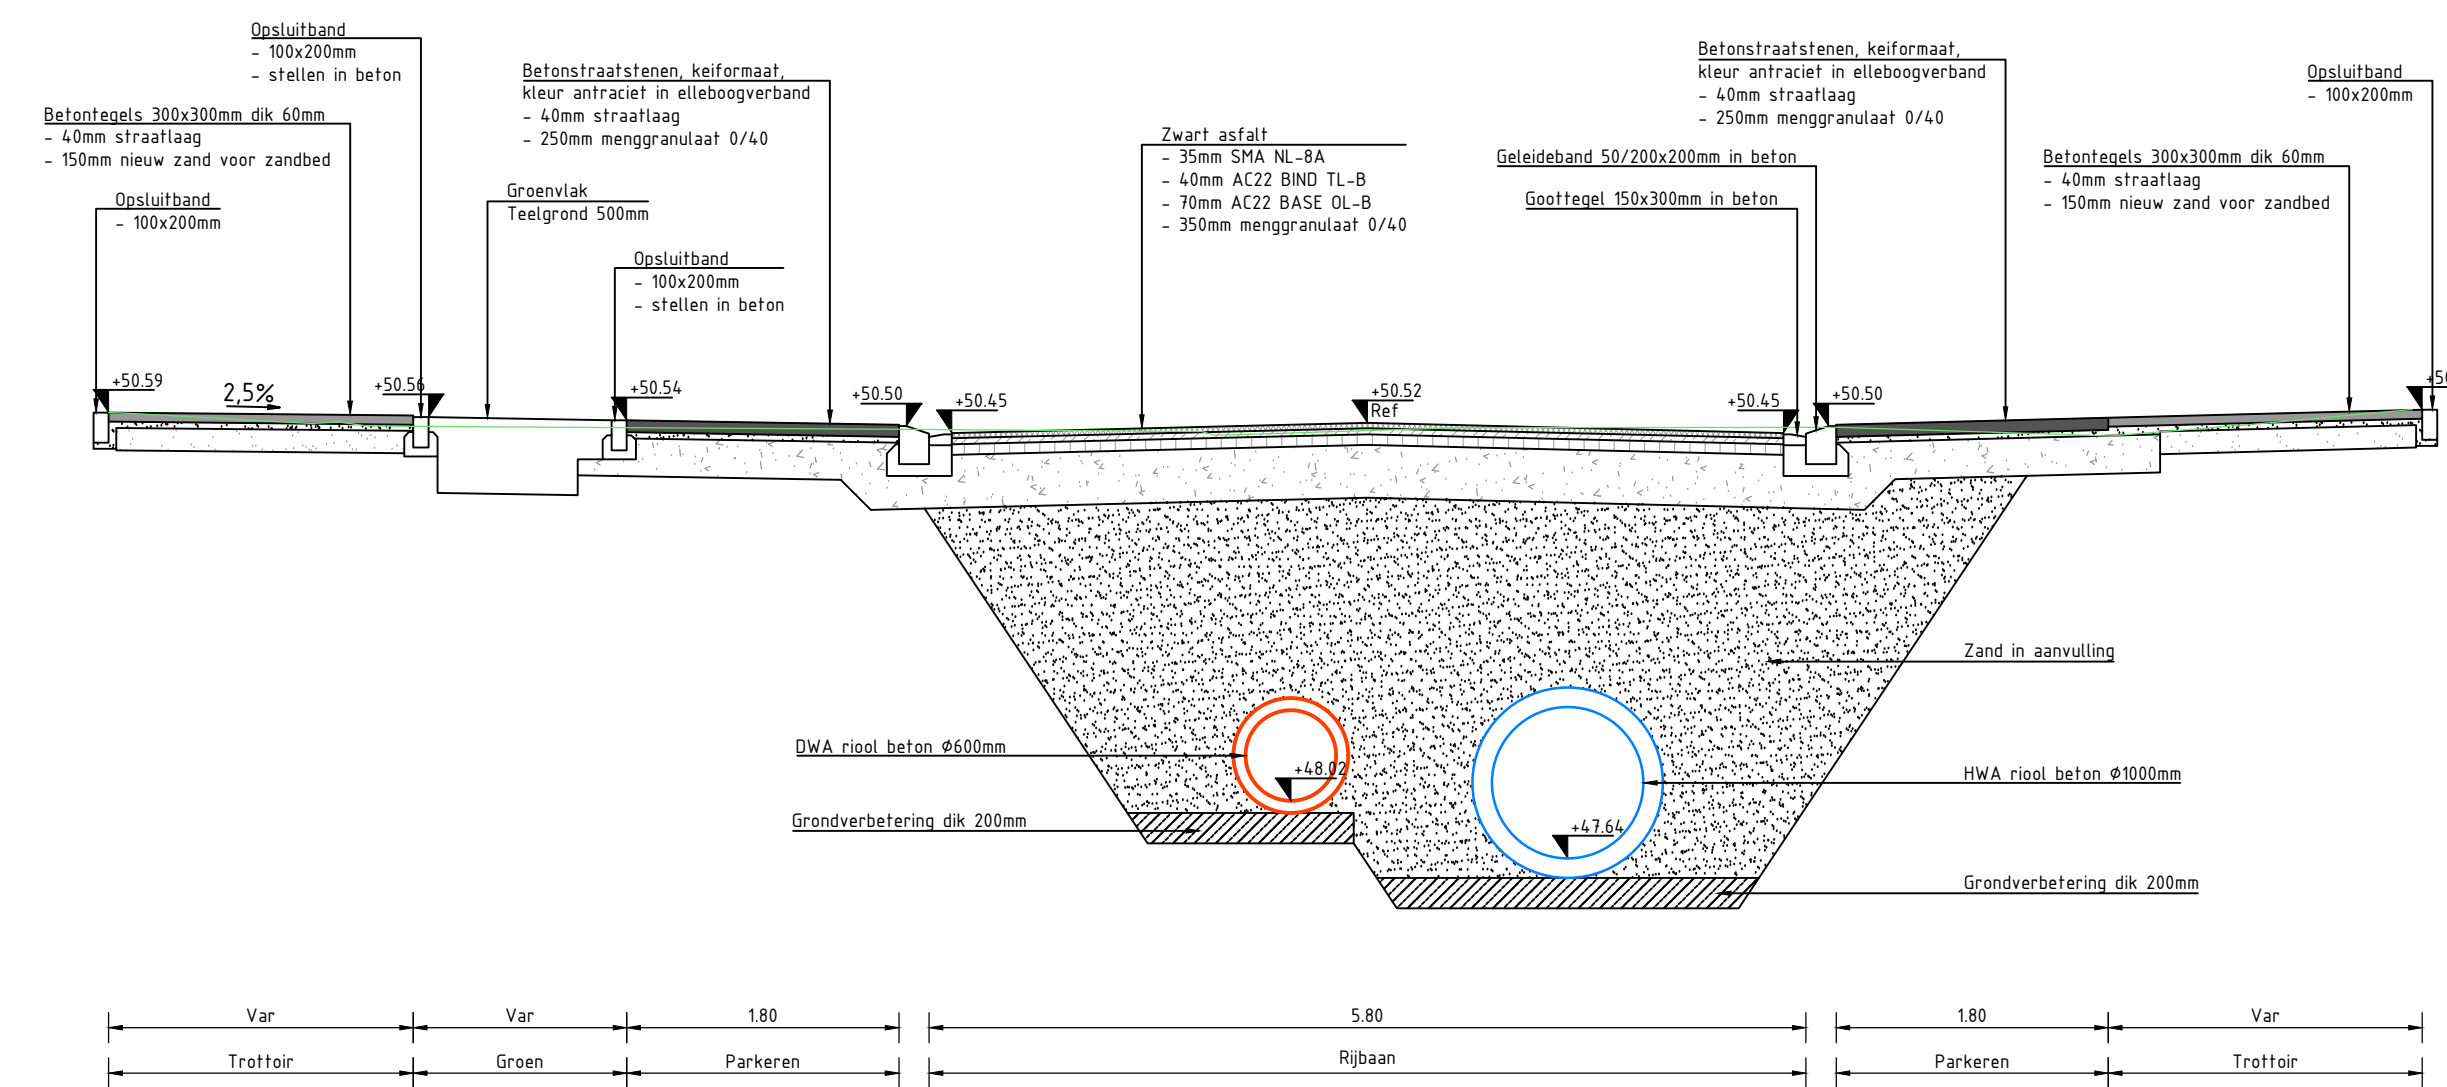 Opsluitband
- 100x200mm
- stellen in beton
Betontegels 300x300mm dik 60mm
- 40mm straatlaag
- 150mm nieuw zand voor zandbed
Opsluitband
- 100x200mm
Betonstraatstenen, keiformaat,
kleur antraciet in elleboogverband
- 40mm straatlaag
- 250mm menggranulaat 0/40
Groenvlak
Teelgrond 500mm
Opsluitband
- 100x200mm
- stellen in beton
Zwart asfalt
- 35mm SMA NL-8A
- 40mm AC22 BIND TL-B
- 70mm AC22 BASE OL-B
- 350mm menggranulaat 0/40
Betonstraatstenen, keiformaat,
kleur antraciet in elleboogverband
- 40mm straatlaag
- 250mm menggranulaat 0/40
Geleideband 50/200x200mm in beton
Goottegel 150x300mm in beton
Opsluitband
- 100x200mm
Betontegels 300x300mm dik 60mm
- 40mm straatlaag
- 150mm nieuw zand voor zandbed
+50.59
2,5%
+50.56
+50.54
+50.50
+50.45
+50.52
Ref
+50.45
+50.50
Zand in aanvulling
DWA riool beton Ø600mm
+48.02
HWA riool beton Ø1000mm
Grondverbetering dik 200mm
+47.64
Grondverbetering dik 200mm
Var
Var
1.80
5.80
1.80
Var
Trottoir
Groen
Parkeren
Rijbaan
Parkeren
Trottoir